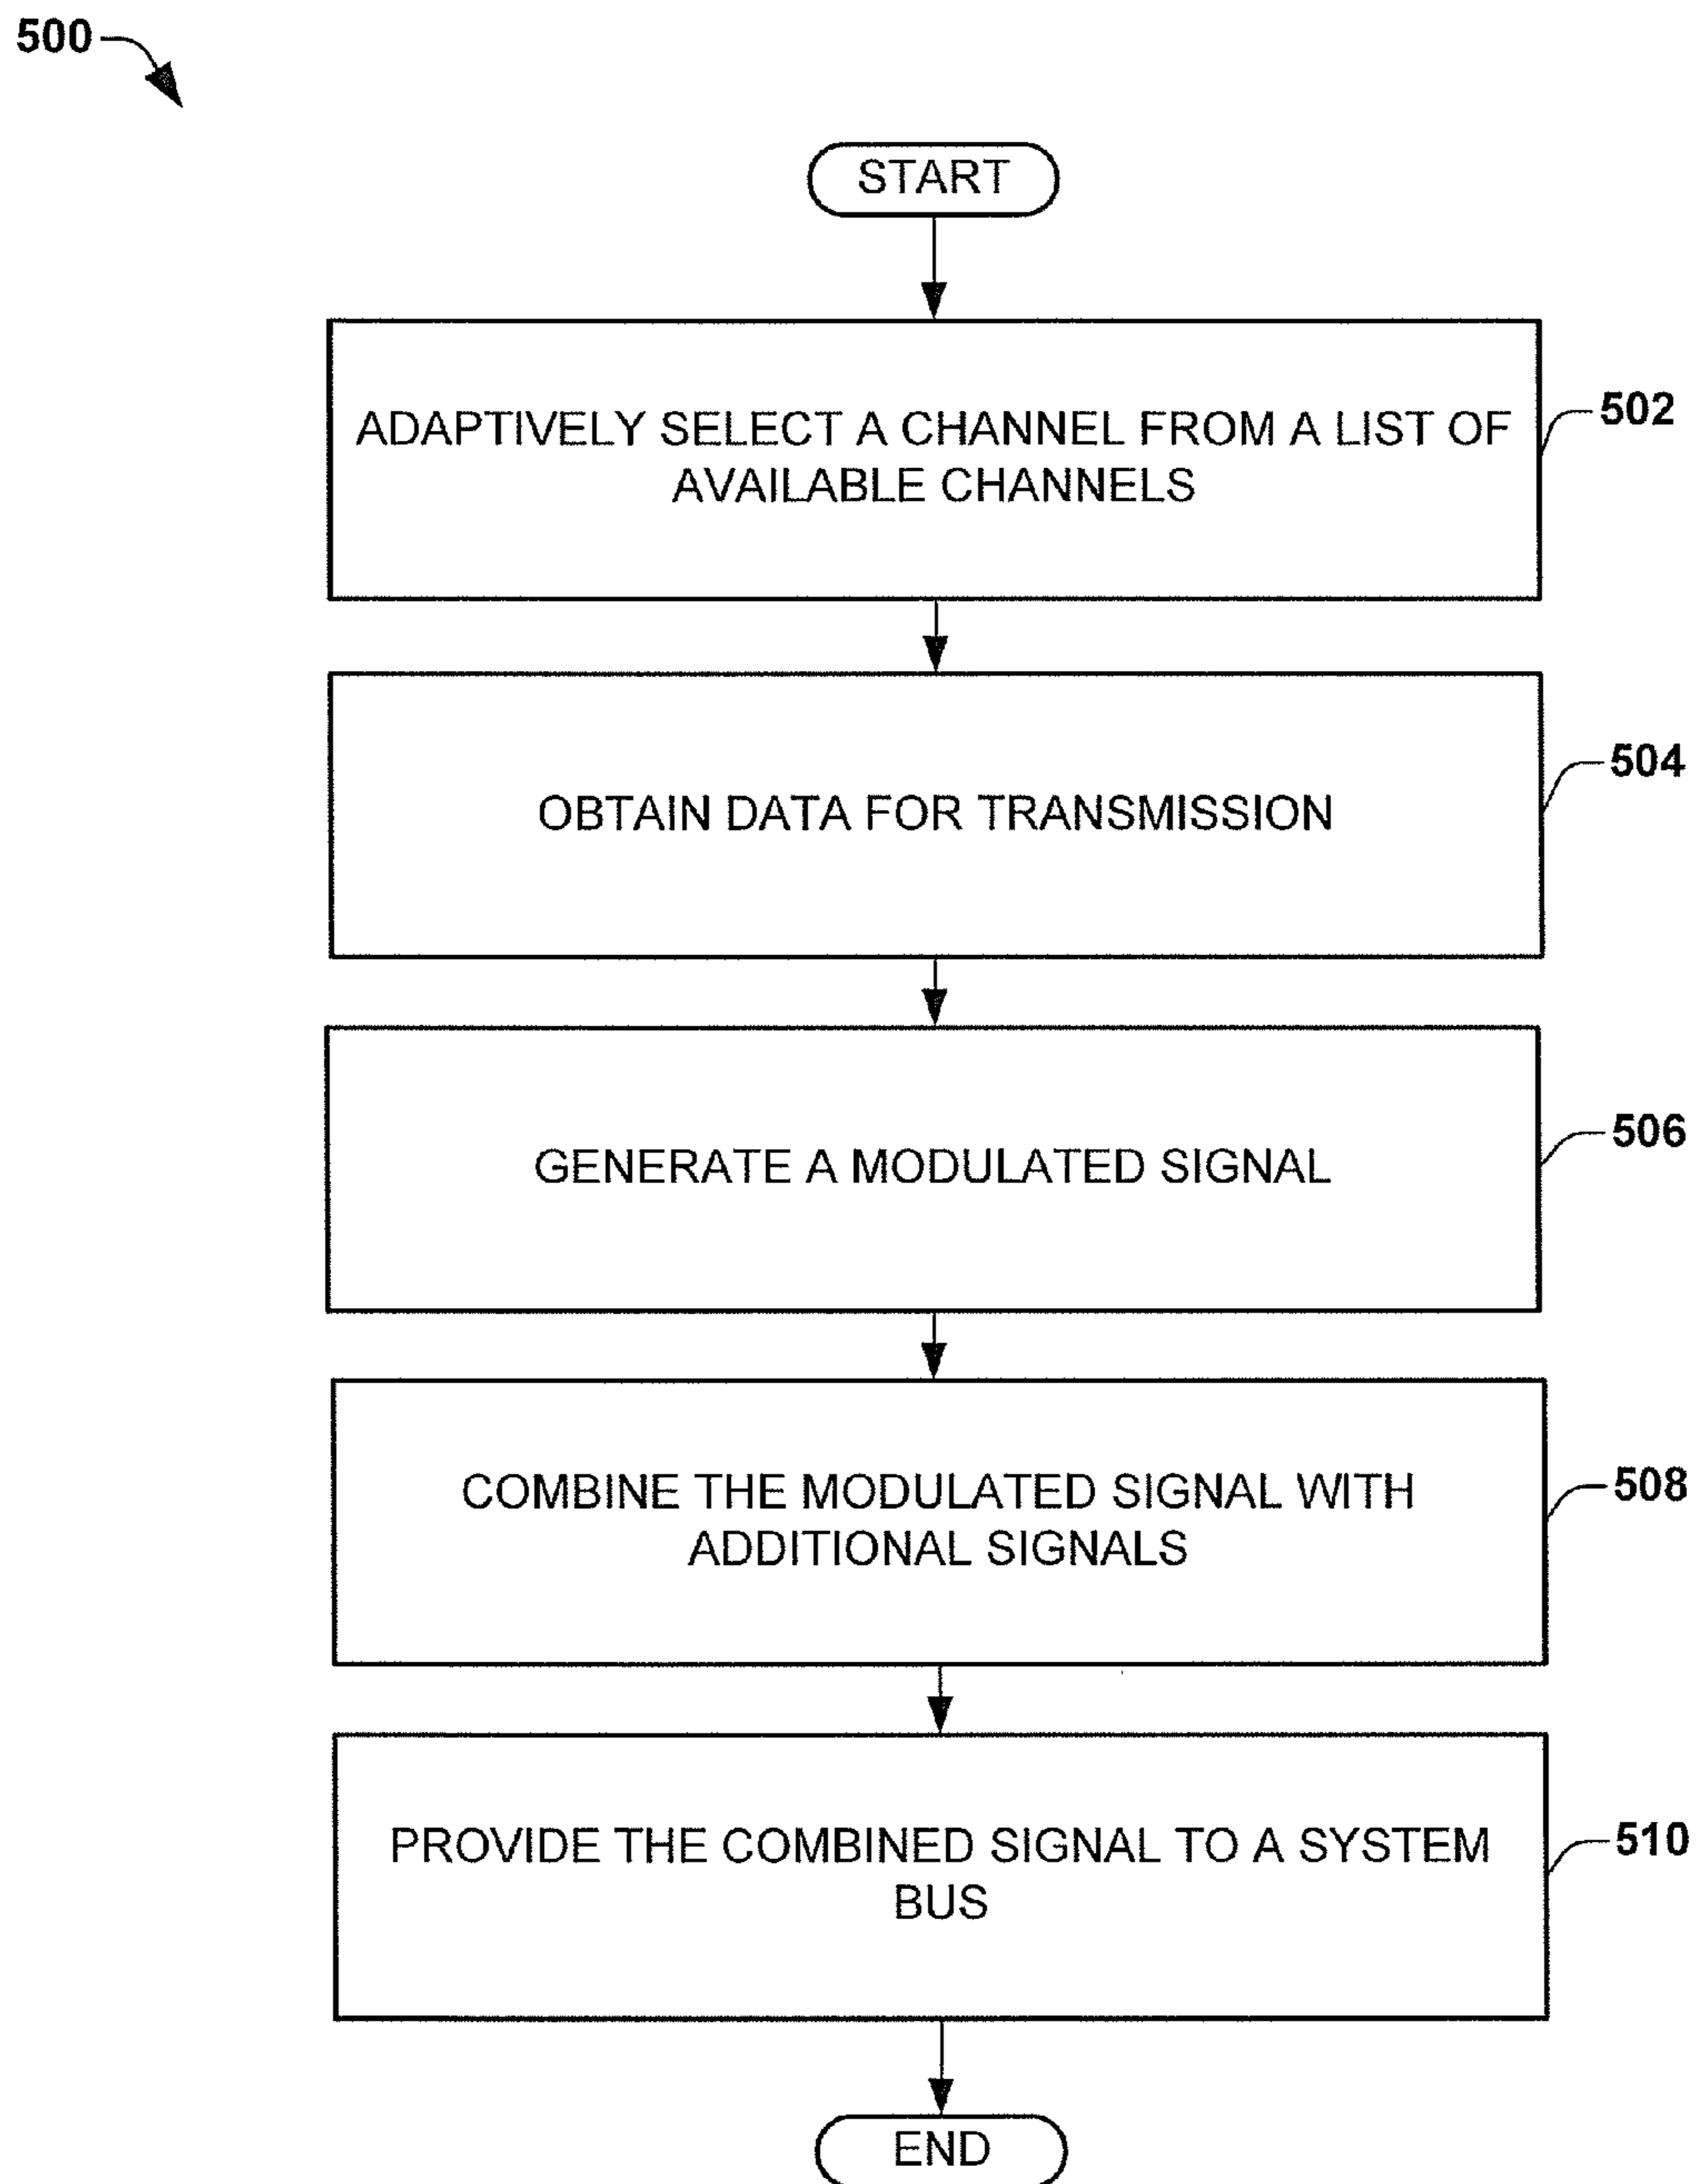 500
START
ADAPTIVELY SELECT A CHANNEL FROM A LIST OF
AVAILABLE CHANNELS
502
OBTAIN DATA FOR TRANSMISSION
504
GENERATE A MODULATED SIGNAL
506
COMBINE THE MODULATED SIGNAL WITH
ADDITIONAL SIGNALS
508
PROVIDE THE COMBINED SIGNAL TO A SYSTEM
BUS
510
END